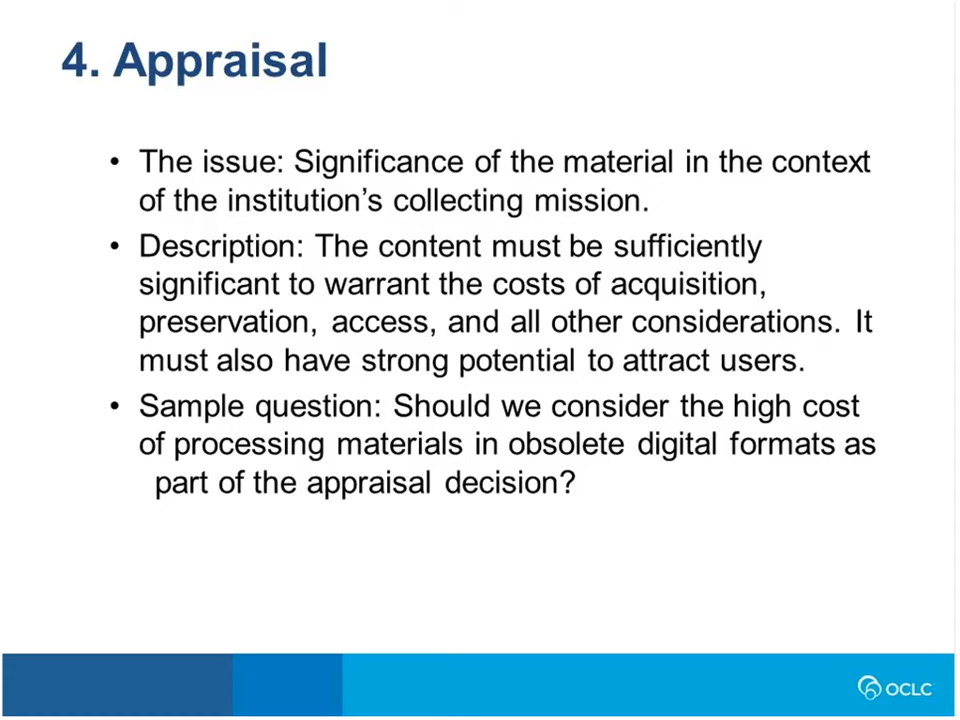 4. Appraisal
• The issue: Significance of the material in the context
of the institution’s collecting mission.
• Description: The content must be sufficiently
significant to warrant the costs of acquisition,
preservation, access, and all other considerations. It
must also have strong potential to attract users.
• Sample question: Should we consider the high cost
of processing materials in obsolete digital formats as
part of the appraisal decision?
OCLC